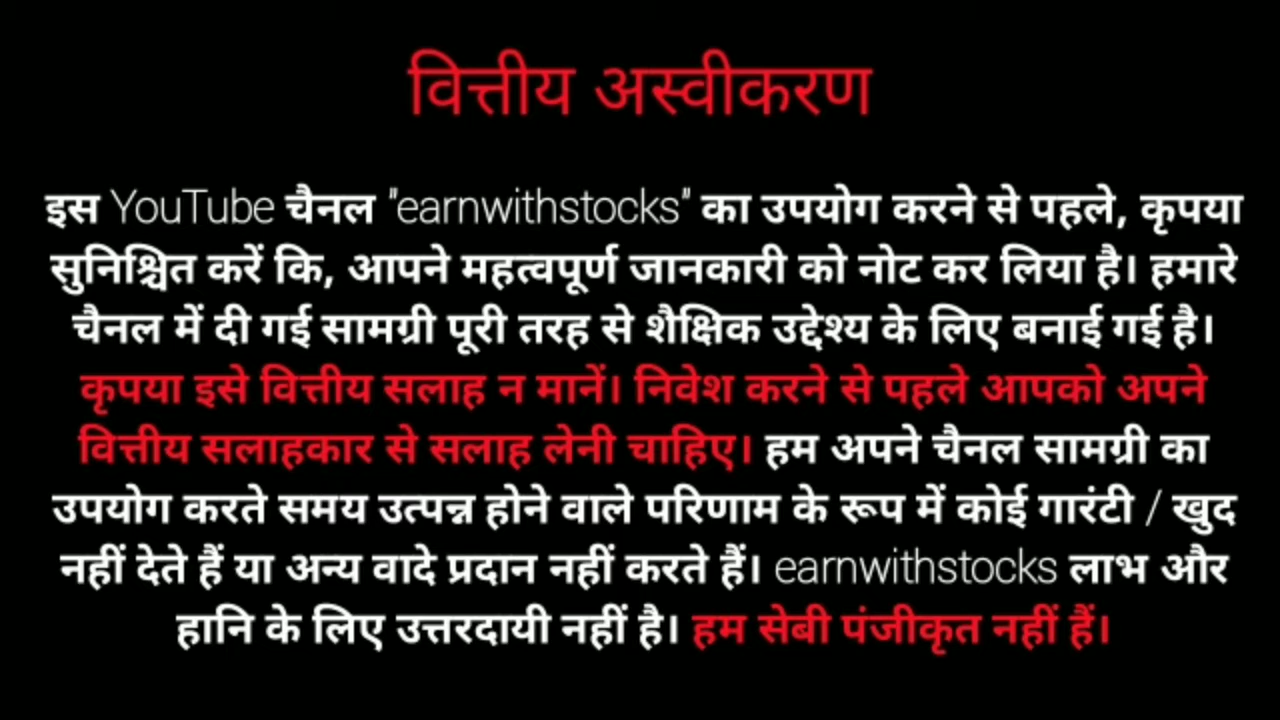 वित्तीय अस्वीकरण
इस YouTube चैनल "earnwithstocks" का उपयोग करने से पहले, कृपया
सुनिश्चित करें कि, आपने महत्वपूर्ण जानकारी को नोट कर लिया है। हमारे
चैनल में दी गई सामग्री पूरी तरह से शैक्षिक उद्देश्य के लिए बनाई गई है।
कृपया इसे वित्तीय सलाह न मानें। निवेश करने से पहले आपको अपने
वित्तीय सलाहकार से सलाह लेनी चाहिए। हम अपने चैनल सामग्री का
उपयोग करते समय उत्पन्न होने वाले परिणाम के रूप में कोई गारंटी / खुद
नहीं देते हैं या अन्य वादे प्रदान नहीं करते हैं। earnwithstocks लाभ और
हानि के लिए उत्तरदायी नहीं है। हम सेबी पंजीकृत नहीं हैं।